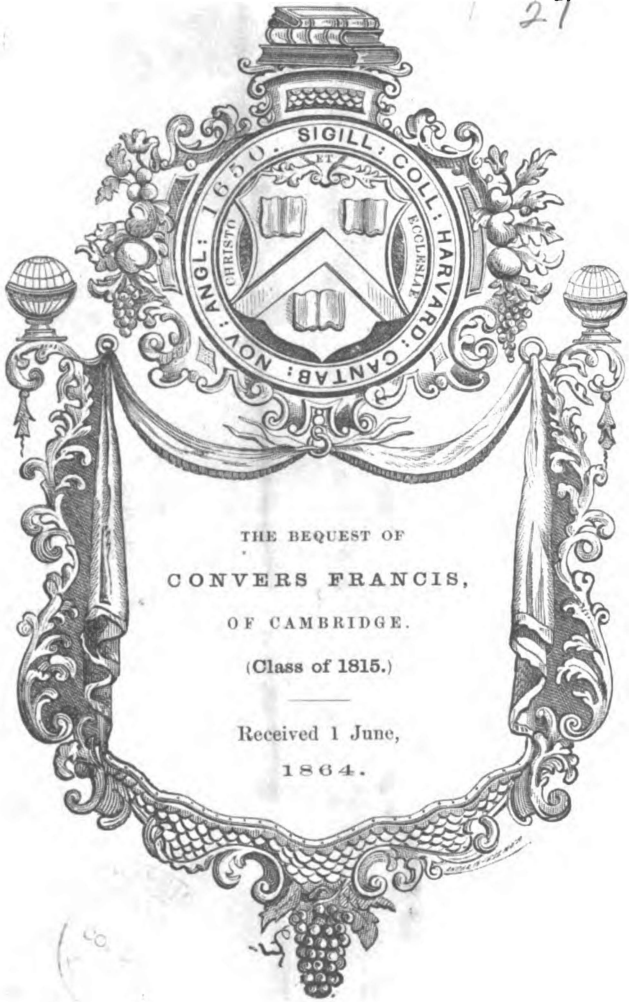 27
SIGILL: COLL: HARVARD: CANTAB: NOV: ANGL: 1650.
CHRISTO
ET
ECCLESIAE
THE BEQUEST OF
CONVERS FRANCIS,
OF CAMBRIDGE.
(Class of 1815.)
Received 1 June,
1864.